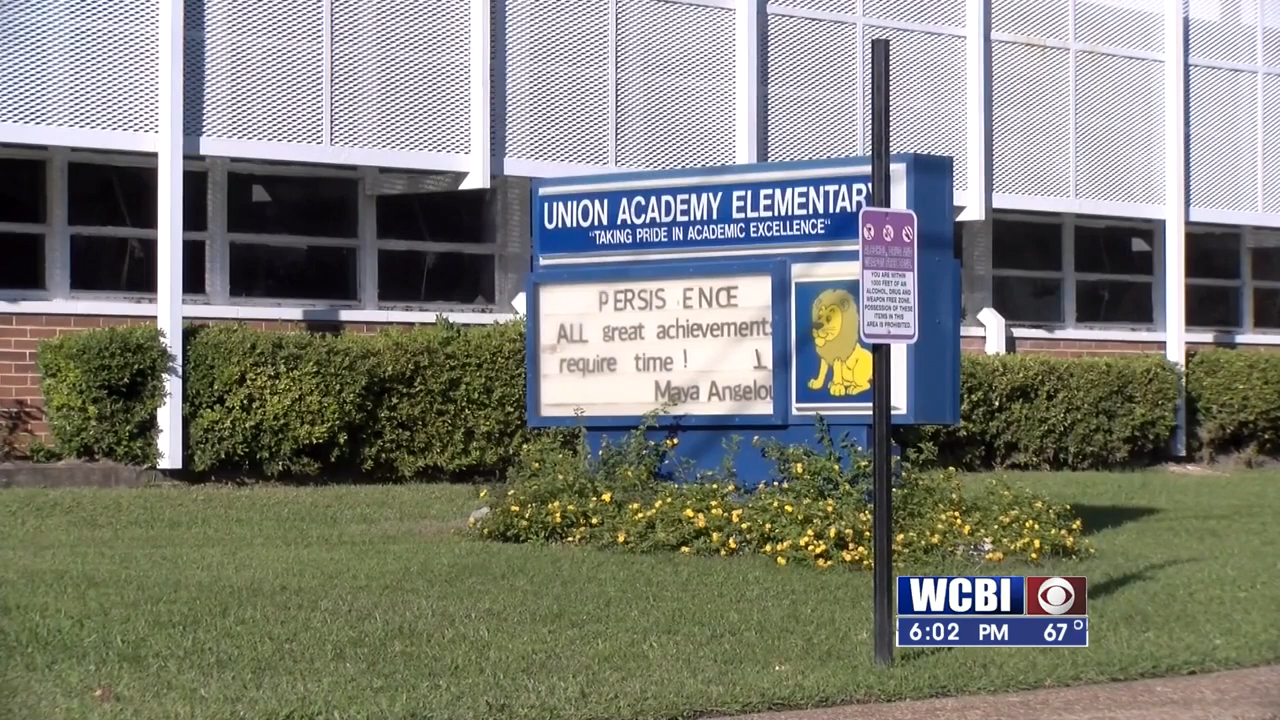 UNION ACADEMY ELEMENTARY
"TAKING PRIDE IN ACADEMIC EXCELLENCE"
PERSIS ENCE
ALL great achievements
require time !
Maya Angelou
YOU ARE WITHIN
1000 FEET OF AN
ALCOHOL, DRUG AND
WEAPON FREE ZONE.
POSSESSION OF THESE
ITEMS IN THIS
AREA IS PROHIBITED.
WCBI
6:02 PM 67°